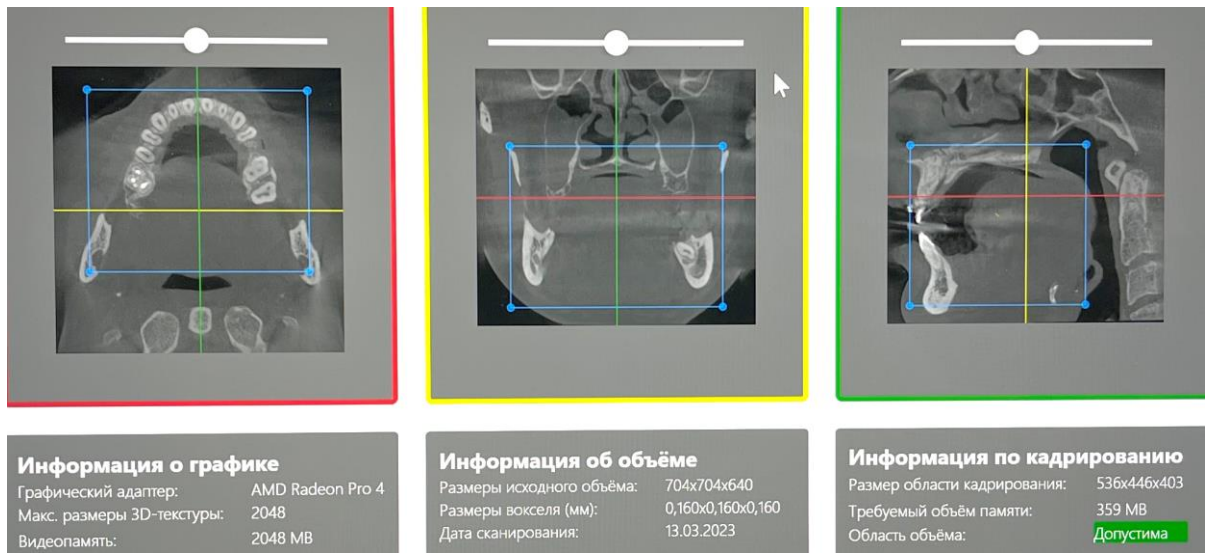 Информация о графике
Графический адаптер: AMD Radeon Pro 4
Макс. размеры 3D-текстуры: 2048
Видеопамять: 2048 MB
Информация об объёме
Размеры исходного объёма: 704x704x640
Размеры вокселя (мм): 0,160x0,160x0,160
Дата сканирования: 13.03.2023
Информация по кадрированию
Размер области кадрирования: 536x446x403
Требуемый объём памяти: 359 MB
Область объёма: Допустима